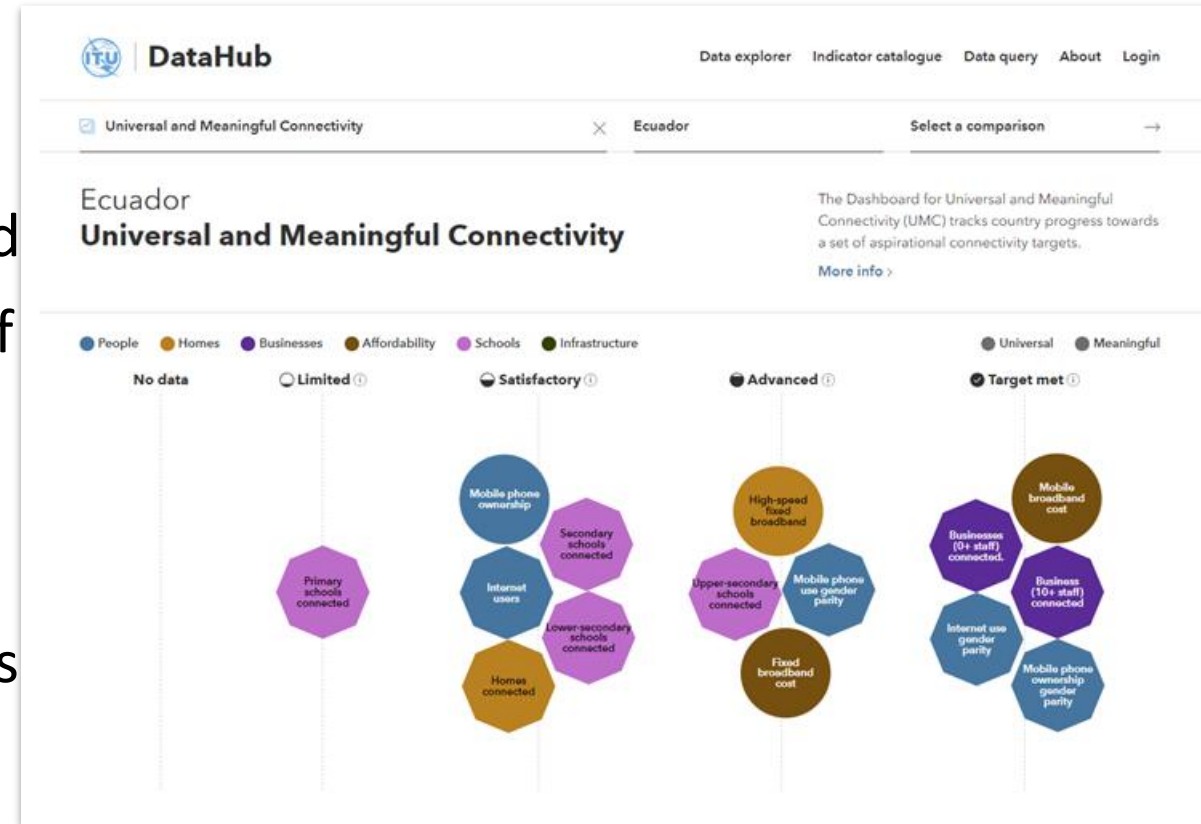 ITU DataHub
Data explorer Indicator catalogue Data query About Login
Universal and Meaningful Connectivity
Ecuador
Select a comparison
Ecuador
Universal and Meaningful Connectivity
The Dashboard for Universal and Meaningful
Connectivity (UMC) tracks country progress towards
a set of aspirational connectivity targets.
More info >
d
f
s
People Homes Businesses Affordability Schools Infrastructure
Universal Meaningful
No data Limited Satisfactory Advanced Target met
Primary
schools
connected
Mobile phone
ownership
Secondary
schools
connected
Internet
users
Lower-secondary
schools
connected
Homes
connected
High-speed
fixed
broadband
Upper-secondary
schools
connected
Mobile phone
use gender
parity
Fixed
broadband
cost
Mobile
broadband
cost
Businesses
(0+ staff)
connected.
Business
(10+ staff)
connected
Internet use
gender
parity
Mobile phone
ownership
gender
parity